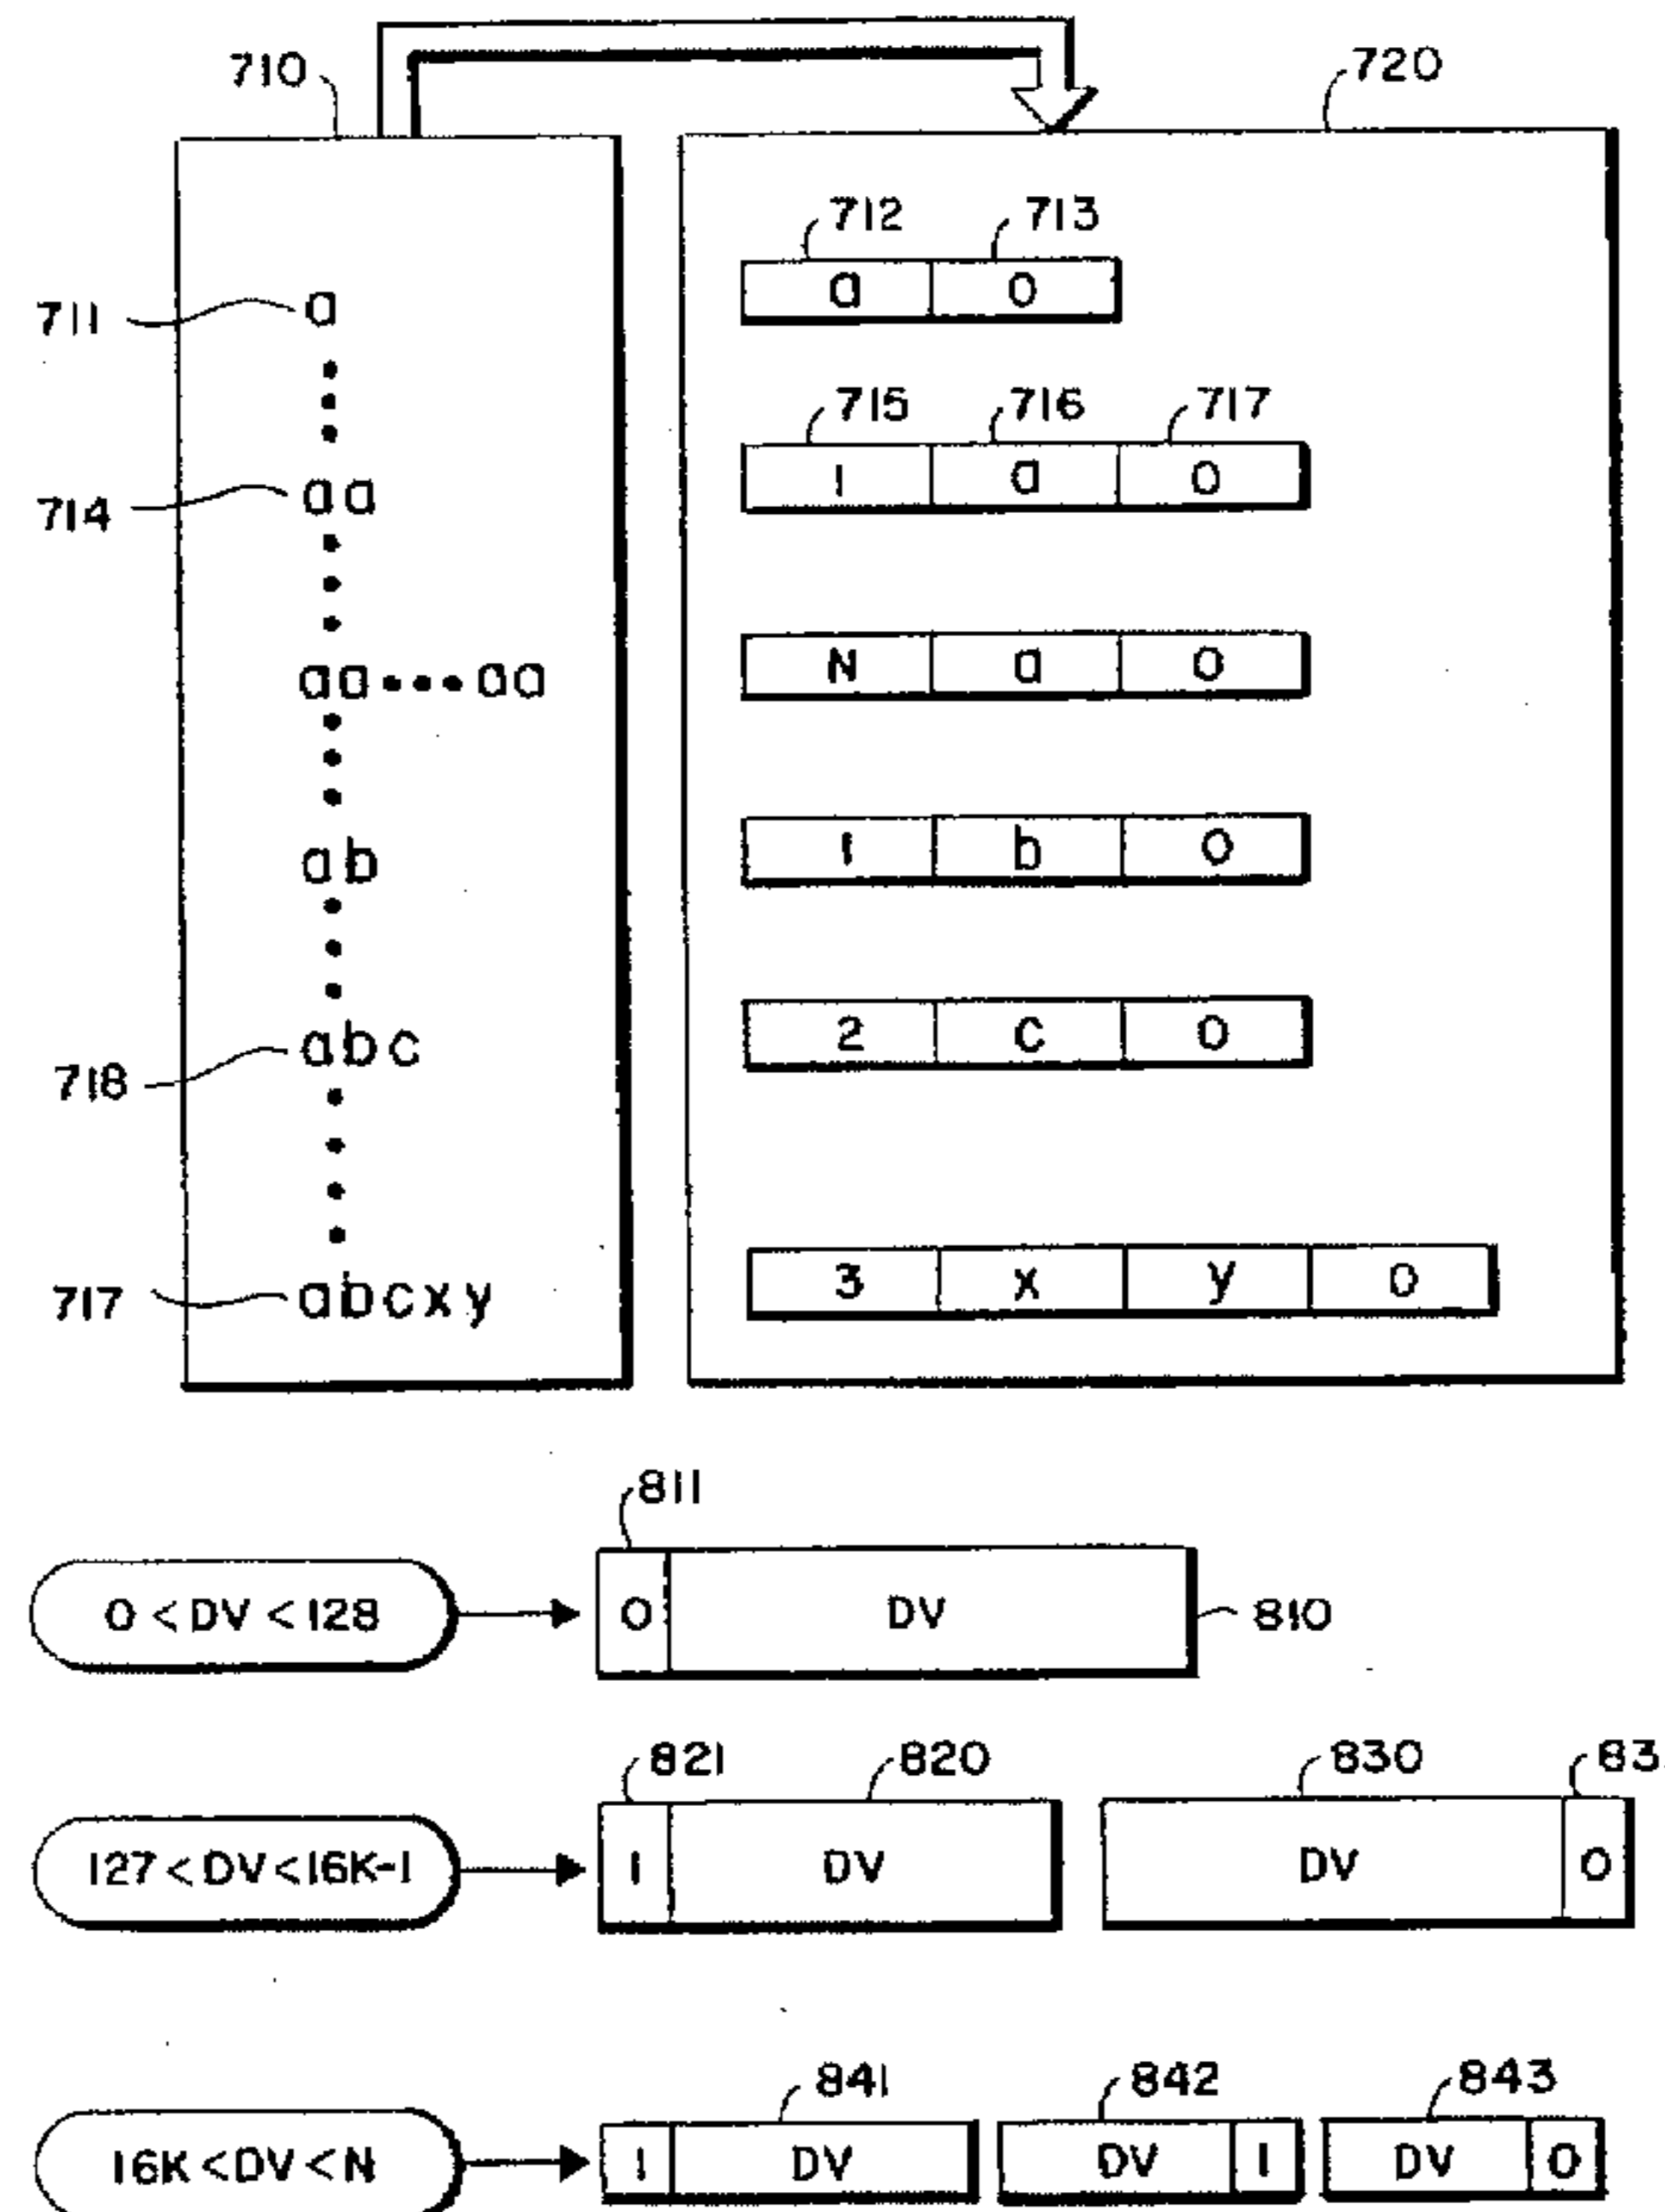 710
720
712 713
a 0
711 a
715 716 717
1 a 0
714 aa
N a 0
aa•••aa
1 b 0
ab
2 c 0
718 abc
3 x y 0
717 abcxy
811
0<DV<128 0 DV 810
821 820 830 83
127<DV<16K-1 1 DV DV 0
841 842 843
16K<DV<N 1 DV DV 1 DV 0